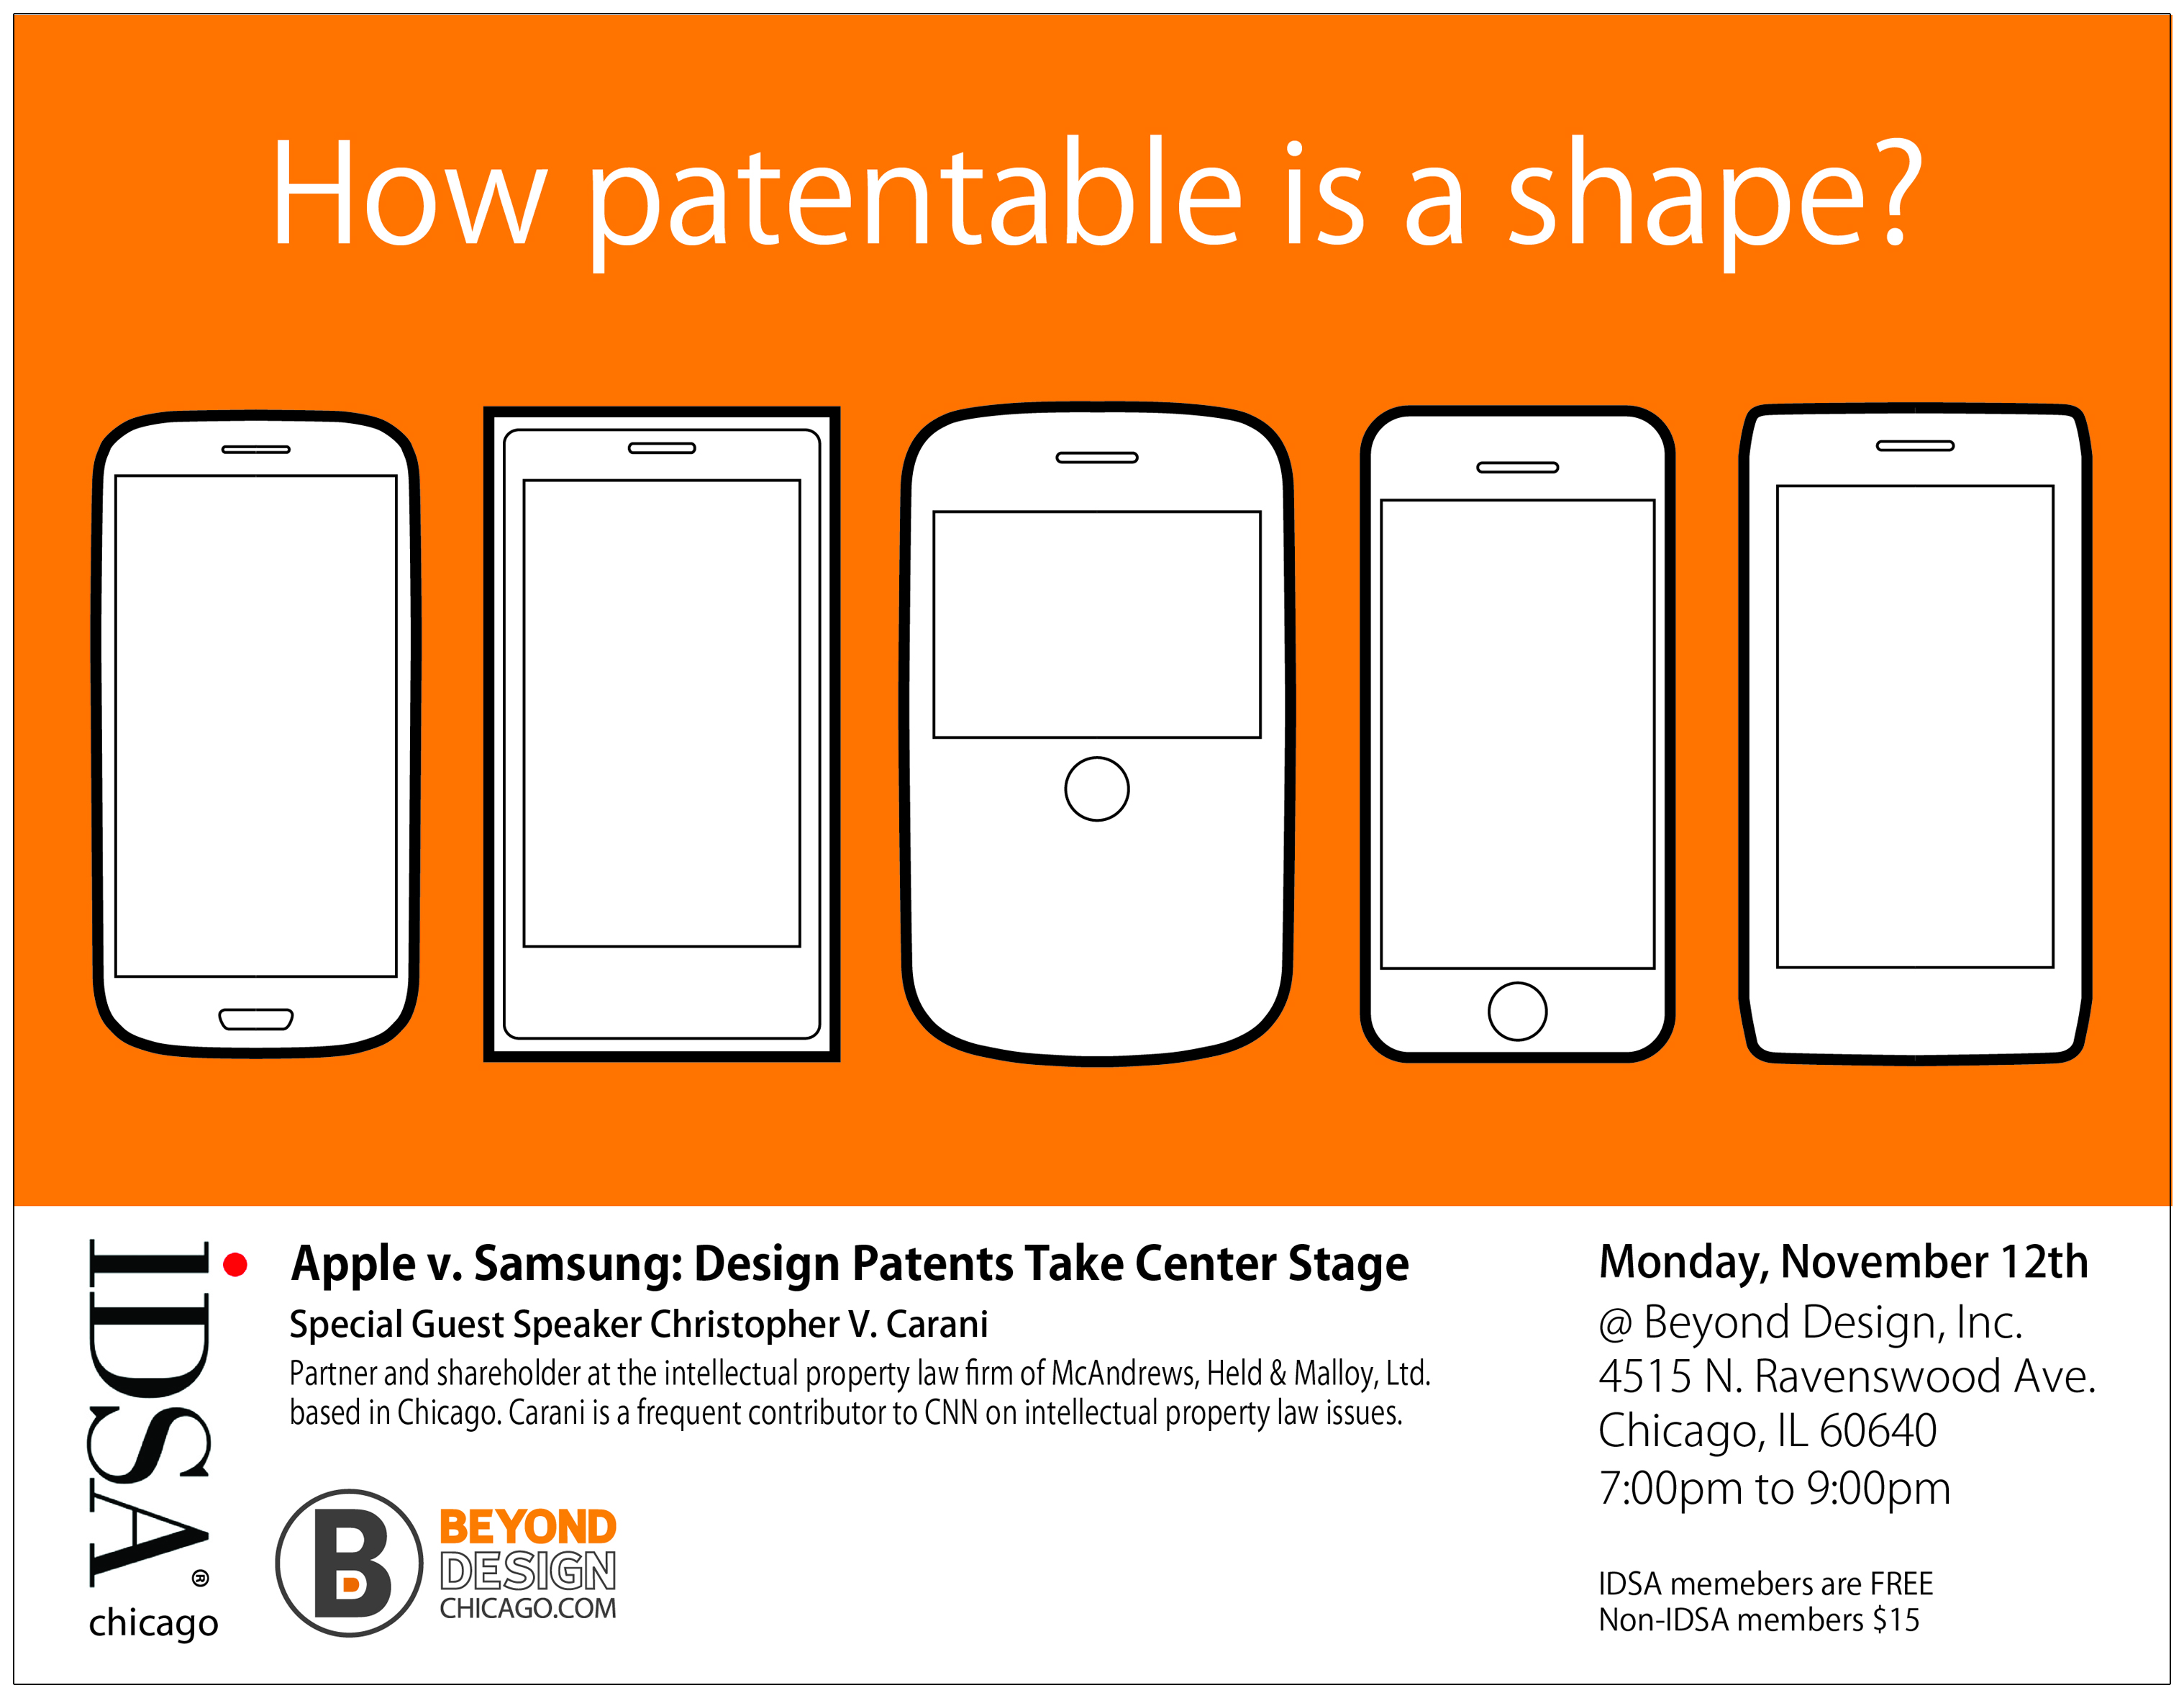 How patentable is a shape?
IDSA®
chicago
Apple v. Samsung: Design Patents Take Center Stage
Special Guest Speaker Christopher V. Carani
Partner and shareholder at the intellectual property law firm of McAndrews, Held & Malloy, Ltd.
based in Chicago. Carani is a frequent contributor to CNN on intellectual property law issues.
B
BEYOND
DESIGN
CHICAGO.COM
Monday, November 12th
@ Beyond Design, Inc.
4515 N. Ravenswood Ave.
Chicago, IL 60640
7:00pm to 9:00pm
IDSA memebers are FREE
Non-IDSA members $15